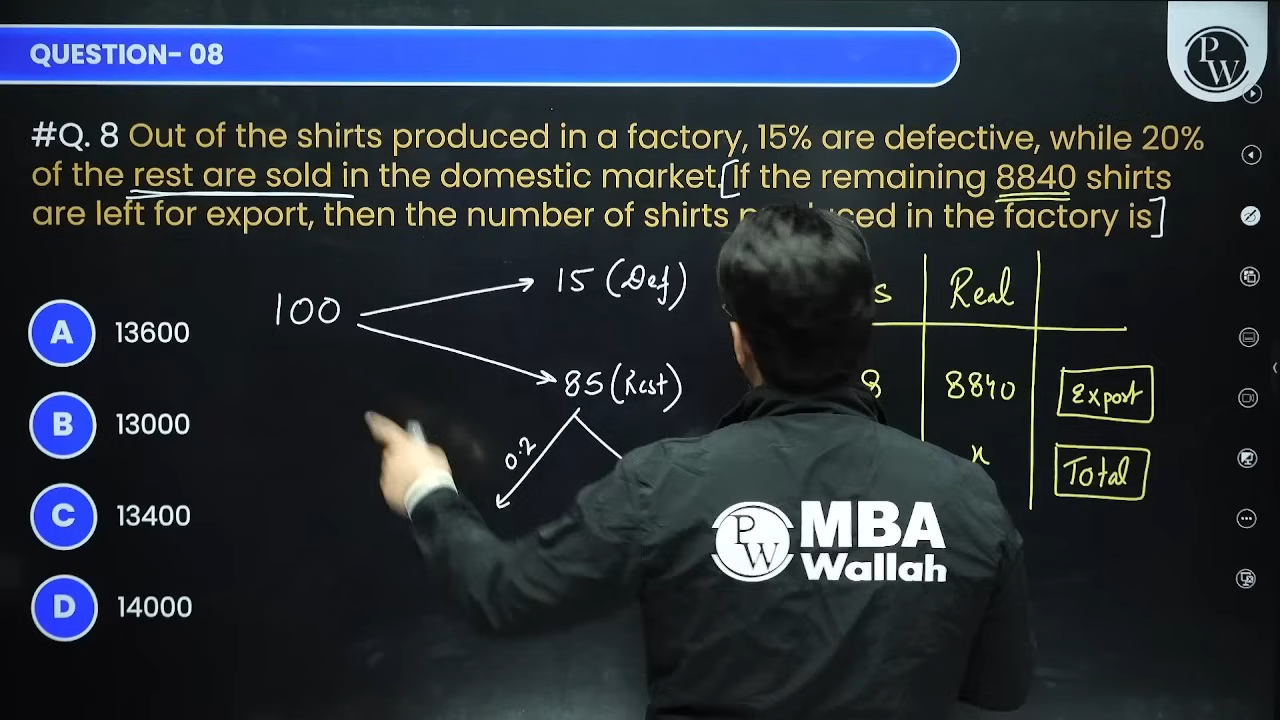 QUESTION- 08
PW
#Q. 8 Out of the shirts produced in a factory, 15% are defective, while 20%
of the rest are sold in the domestic market. [If the remaining 8840 shirts
are left for export, then the number of shirts in the factory is]
100
15 (Def)
85 (Rest)
0.2
A 13600
B 13000
C 13400
D 14000
s Real
8 8840 Export
x Total
PW MBA
Wallah